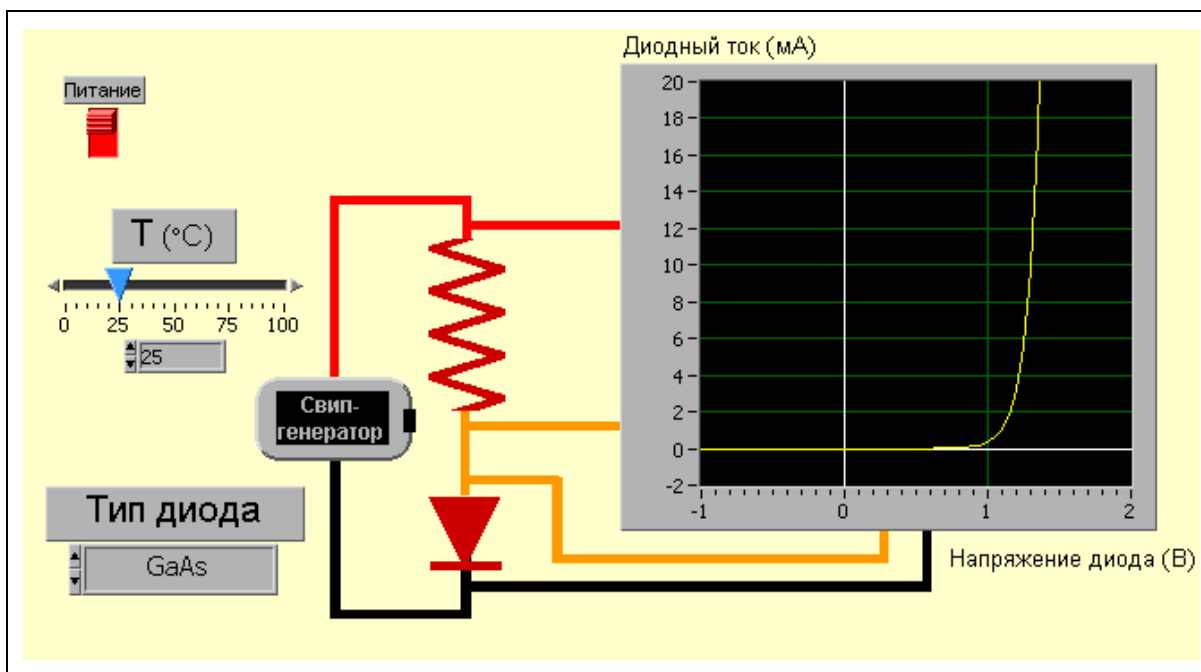 Диодный ток (мА)
Питание
T (°C)
0 25 50 75 100
25
Свип-
генератор
Тип диода
GaAs
20
18
16
14
12
10
8
6
4
2
0
-2
-1 0 1 2
Напряжение диода (В)